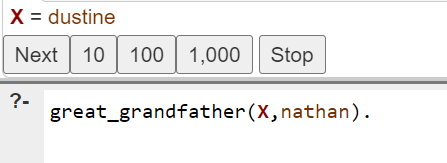 X = dustine
Next 10 100 1,000 Stop
?- great_grandfather(X,nathan).